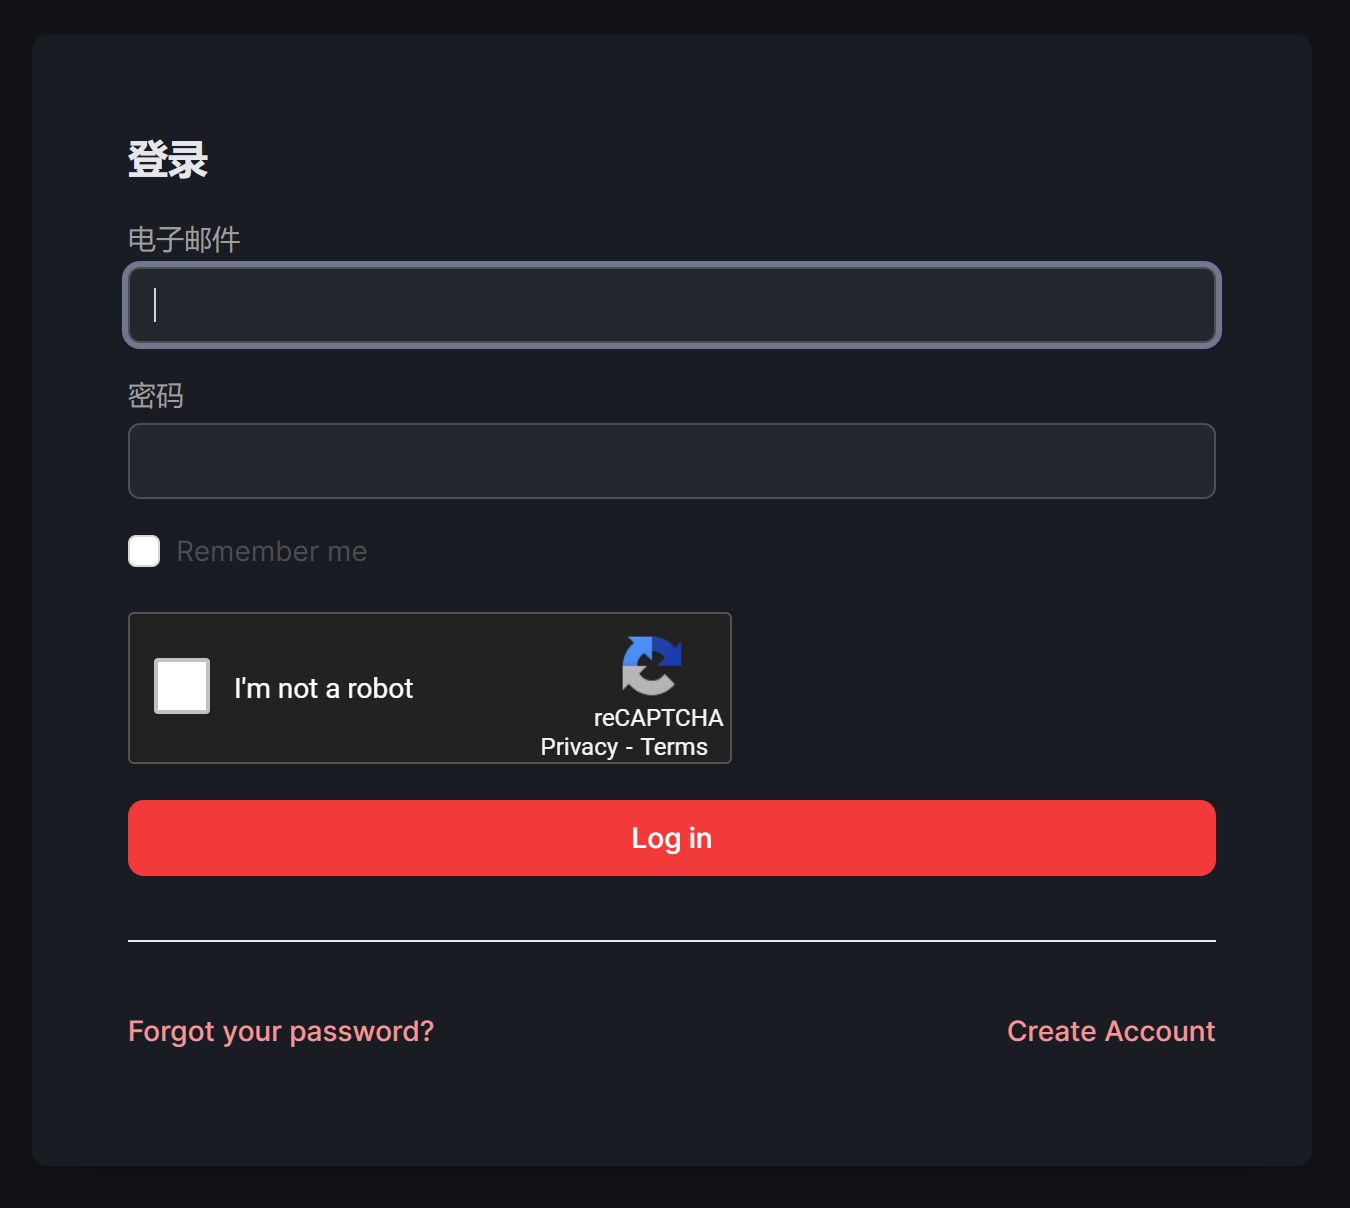 登录
电子邮件
密码
Remember me
I'm not a robot
reCAPTCHA
Privacy - Terms
Log in
Forgot your password?
Create Account